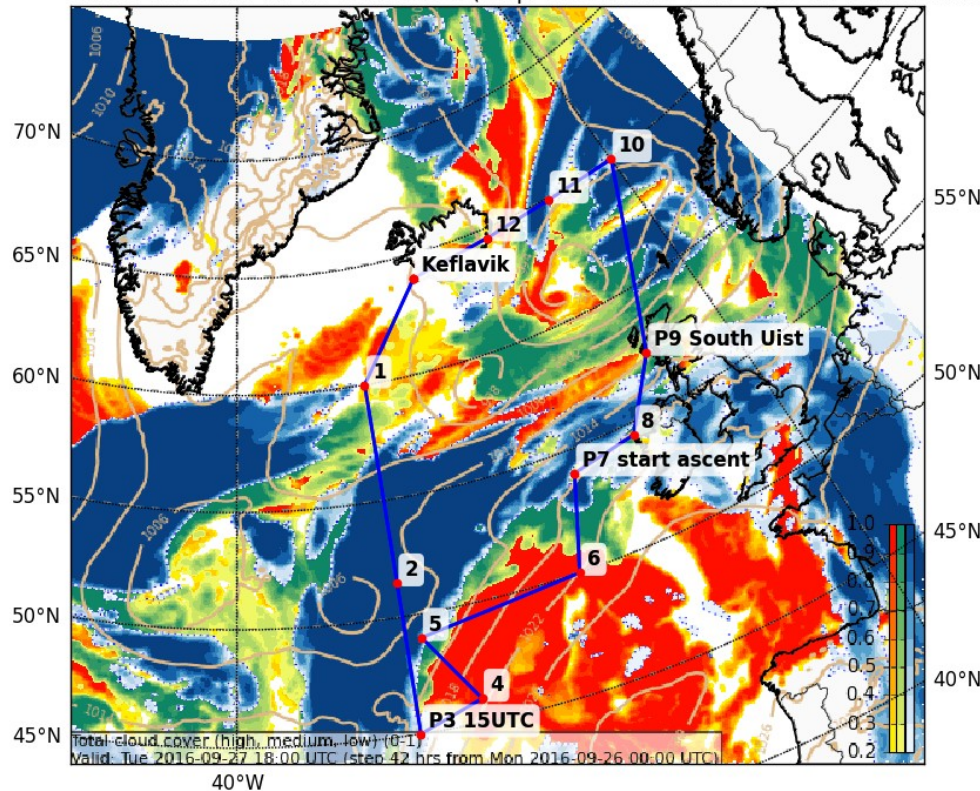 1006
1010
70°N
65°N
60°N
55°N
50°N
45°N
40°W
55°N
50°N
45°N
40°N
10
11
12
Keflavik
1
P9 South Uist
8
1014
P7 start ascent
1006
2
1006
6
5
1022
4
1018
P3 15UTC
1026
1.0
0.9
0.8
0.6
0.5
0.4
0.3
0.2
Total cloud cover (high, medium, low) (0-1)
Valid: Tue 2016-09-27 18:00 UTC (step 42 hrs from Mon 2016-09-26 00:00 UTC)